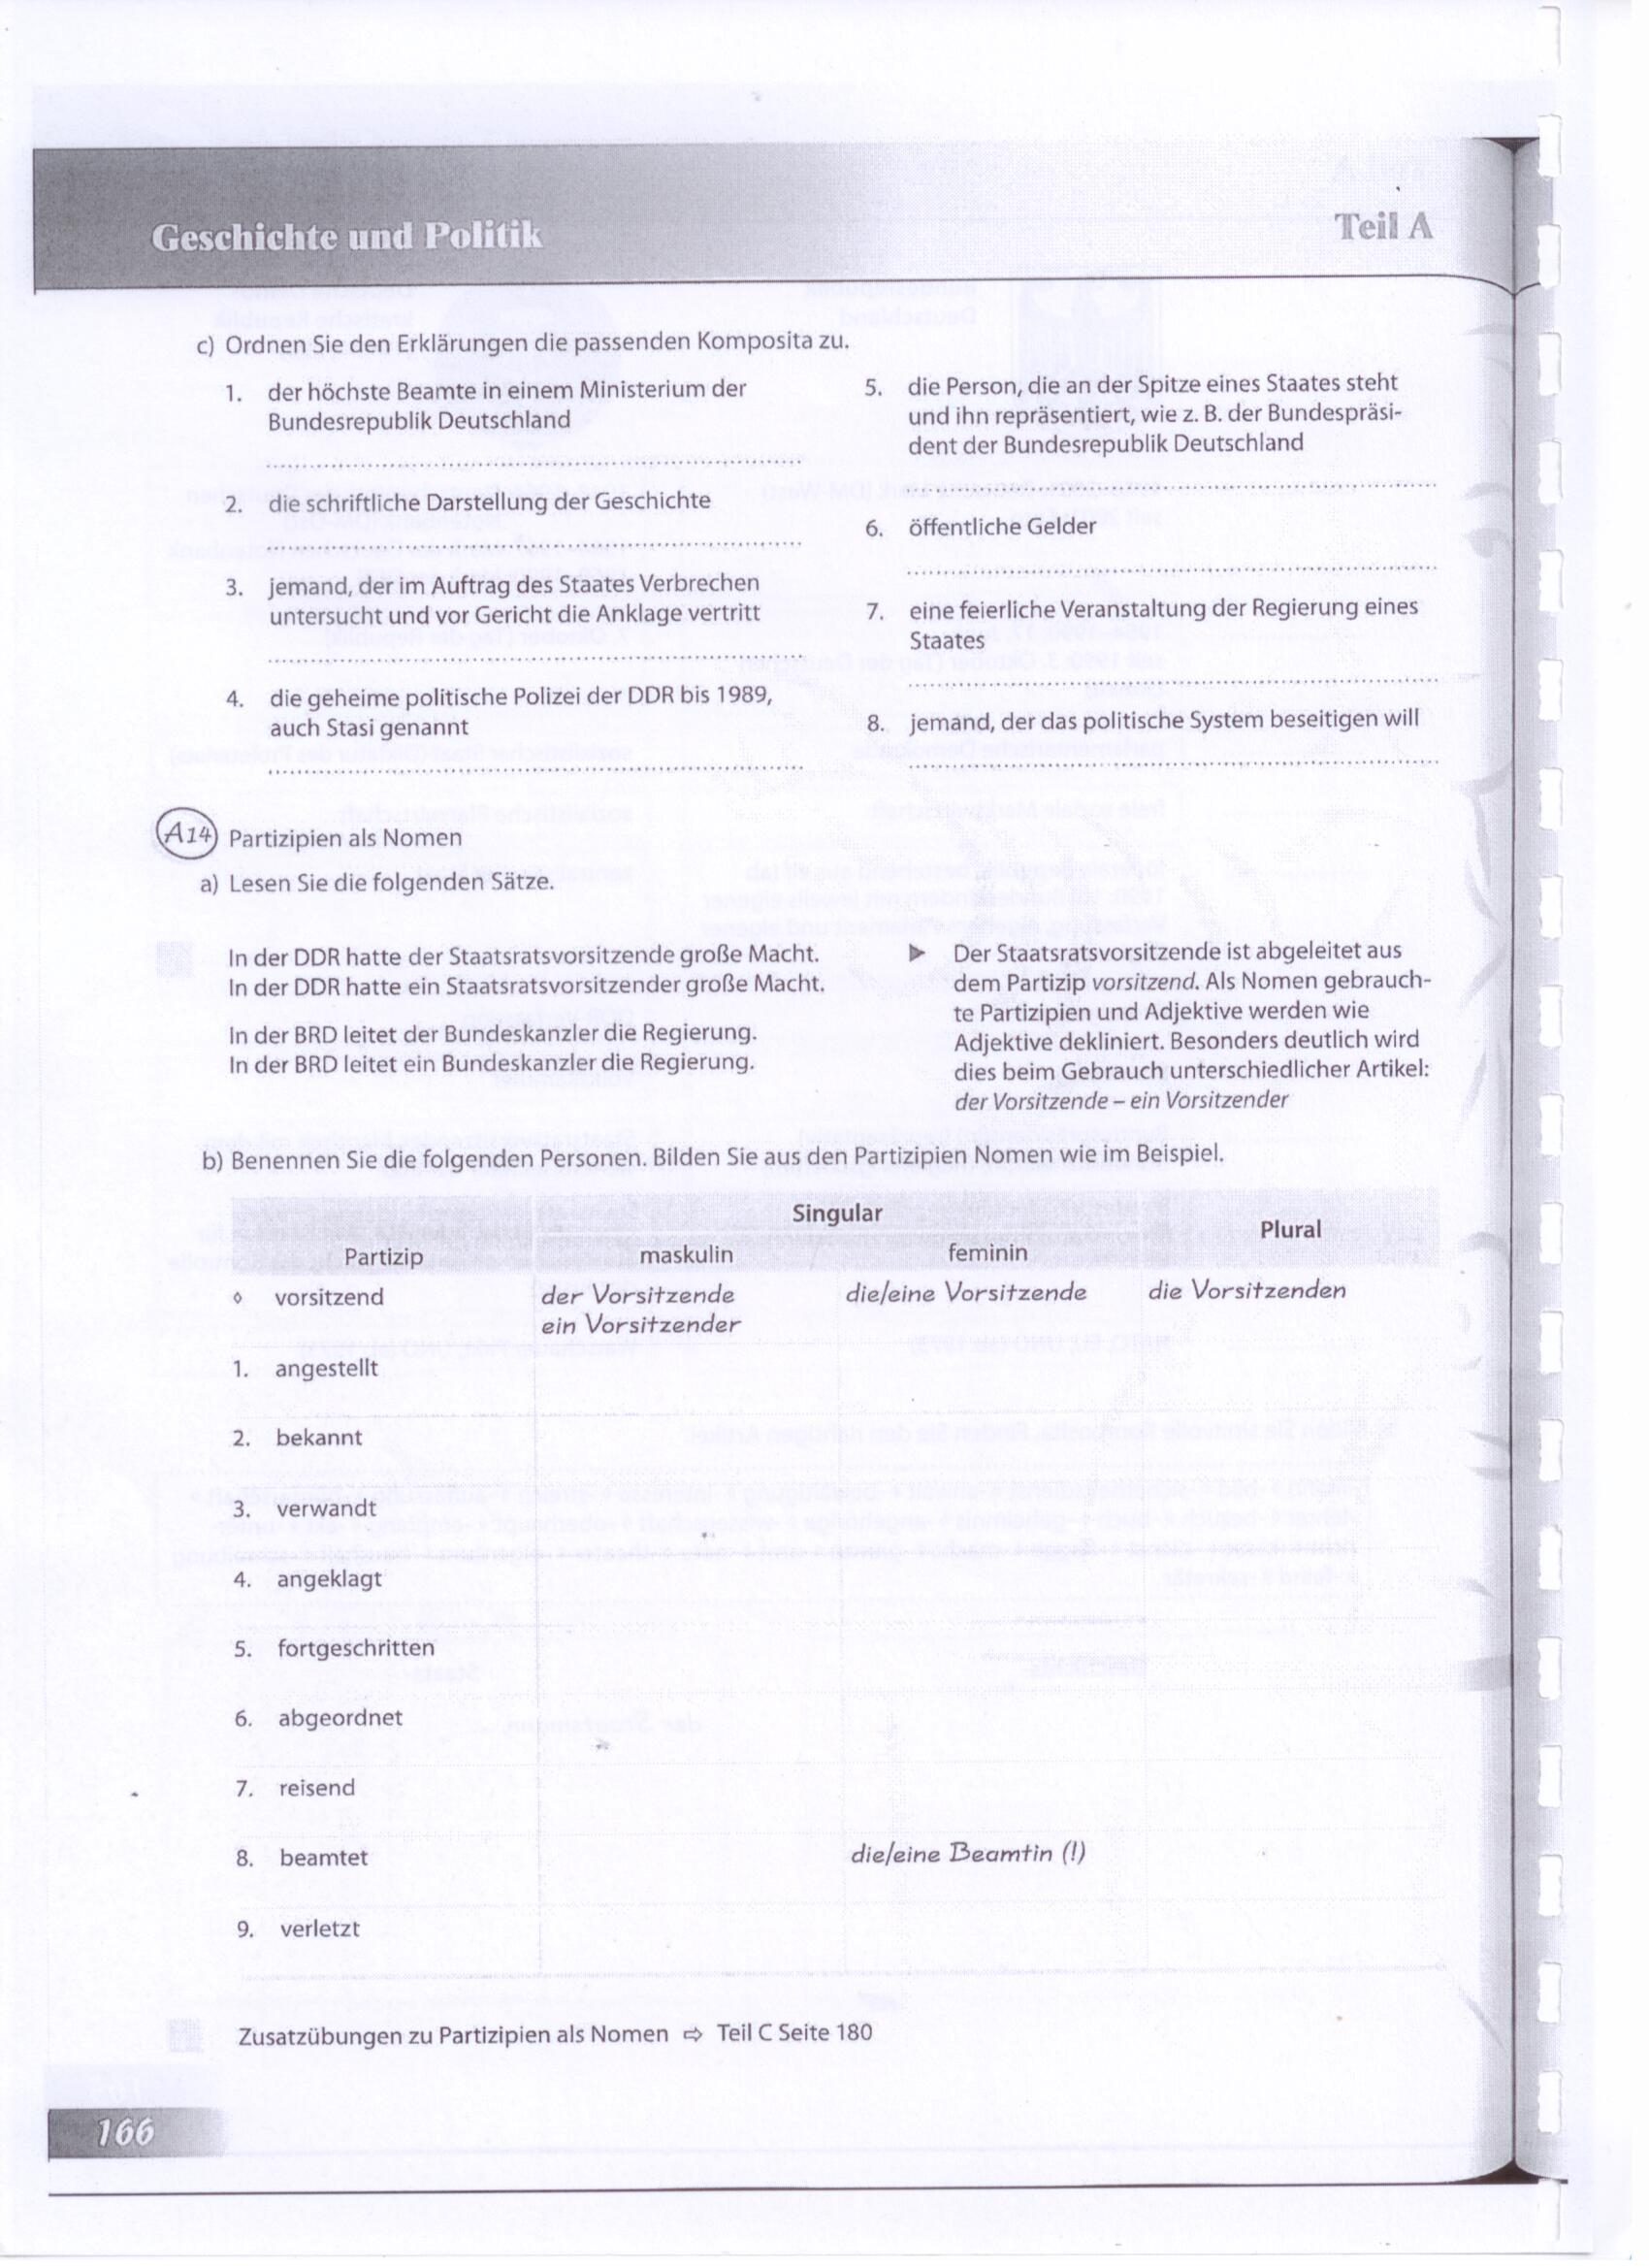 Geschichte und Politik
Teil A
c) Ordnen Sie den Erklärungen die passenden Komposita zu.
1. der höchste Beamte in einem Ministerium der
Bundesrepublik Deutschland
2. die schriftliche Darstellung der Geschichte
3. jemand, der im Auftrag des Staates Verbrechen
untersucht und vor Gericht die Anklage vertritt
4. die geheime politische Polizei der DDR bis 1989,
auch Stasi genannt
5. die Person, die an der Spitze eines Staates steht
und ihn repräsentiert, wie z. B. der Bundespräsi-
dent der Bundesrepublik Deutschland
6. öffentliche Gelder
7. eine feierliche Veranstaltung der Regierung eines
Staates
8. jemand, der das politische System beseitigen will
A14 Partizipien als Nomen
a) Lesen Sie die folgenden Sätze.
In der DDR hatte der Staatsratsvorsitzende große Macht.
In der DDR hatte ein Staatsratsvorsitzender große Macht.
In der BRD leitet der Bundeskanzler die Regierung.
In der BRD leitet ein Bundeskanzler die Regierung.
▶ Der Staatsratsvorsitzende ist abgeleitet aus
dem Partizip vorsitzend. Als Nomen gebrauch-
te Partizipien und Adjektive werden wie
Adjektive dekliniert. Besonders deutlich wird
dies beim Gebrauch unterschiedlicher Artikel:
der Vorsitzende – ein Vorsitzender
b) Benennen Sie die folgenden Personen. Bilden Sie aus den Partizipien Nomen wie im Beispiel.
Singular
Plural
Partizip maskulin feminin
◊ vorsitzend der Vorsitzende die/eine Vorsitzende die Vorsitzenden
ein Vorsitzender
1. angestellt
2. bekannt
3. verwandt
4. angeklagt
5. fortgeschritten
6. abgeordnet
7. reisend
8. beamtet die/eine Beamtin (!)
9. verletzt
Zusatzübungen zu Partizipien als Nomen ⇨ Teil C Seite 180
166